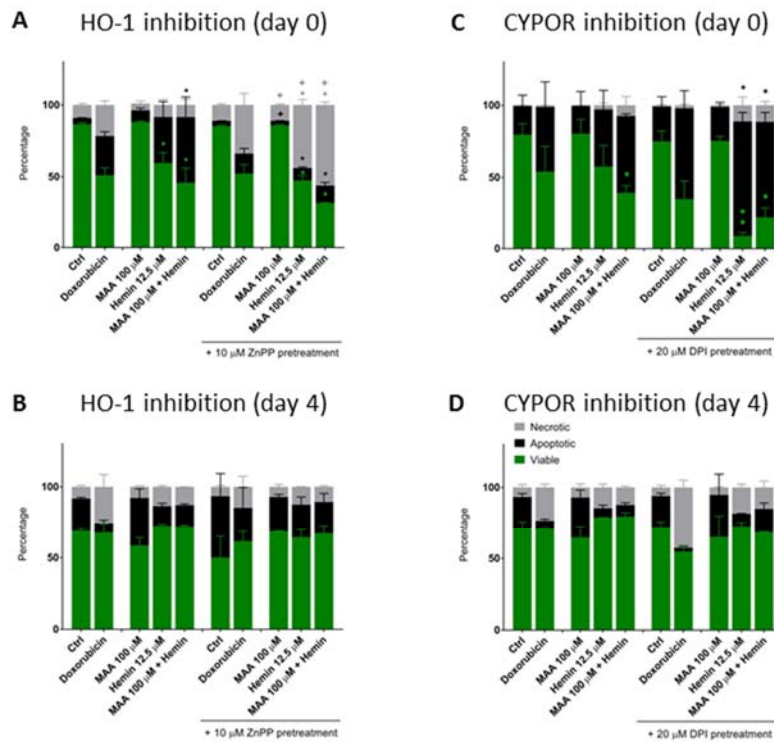 A HO-1 inhibition (day 0)
100
50
0
Percentage
Ctrl
Doxorubicin
MAA 100 µM
Hemin 12.5 µM
MAA 100 µM + Hemin
Ctrl
Doxorubicin
MAA 100 µM
Hemin 12.5 µM
MAA 100 µM + Hemin
+ 10 µM ZnPP pretreatment
C CYPOR inhibition (day 0)
100
50
0
Percentage
Ctrl
Doxorubicin
MAA 100 µM
Hemin 12.5 µM
MAA 100 µM + Hemin
Ctrl
Doxorubicin
MAA 100 µM
Hemin 12.5 µM
MAA 100 µM + Hemin
+ 20 µM DPI pretreatment
B HO-1 inhibition (day 4)
100
50
0
Percentage
Ctrl
Doxorubicin
MAA 100 µM
Hemin 12.5 µM
MAA 100 µM + Hemin
Ctrl
Doxorubicin
MAA 100 µM
Hemin 12.5 µM
MAA 100 µM + Hemin
+ 10 µM ZnPP pretreatment
D CYPOR inhibition (day 4)
Necrotic
Apoptotic
Viable
100
50
0
Percentage
Ctrl
Doxorubicin
MAA 100 µM
Hemin 12.5 µM
MAA 100 µM + Hemin
Ctrl
Doxorubicin
MAA 100 µM
Hemin 12.5 µM
MAA 100 µM + Hemin
+ 20 µM DPI pretreatment